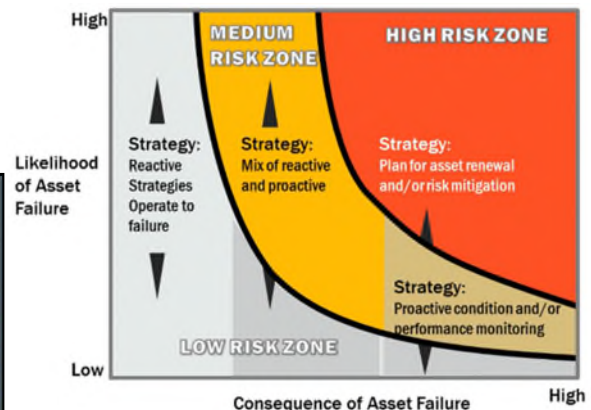 High
MEDIUM
RISK ZONE
HIGH RISK ZONE
Likelihood
of Asset
Failure
Strategy:
Reactive
Strategies
Operate to
failure
Strategy:
Mix of reactive
and proactive
Strategy:
Plan for asset renewal
and/or risk mitigation
Strategy:
Proactive condition and/or
performance monitoring
LOW RISK ZONE
Low
Consequence of Asset Failure
High